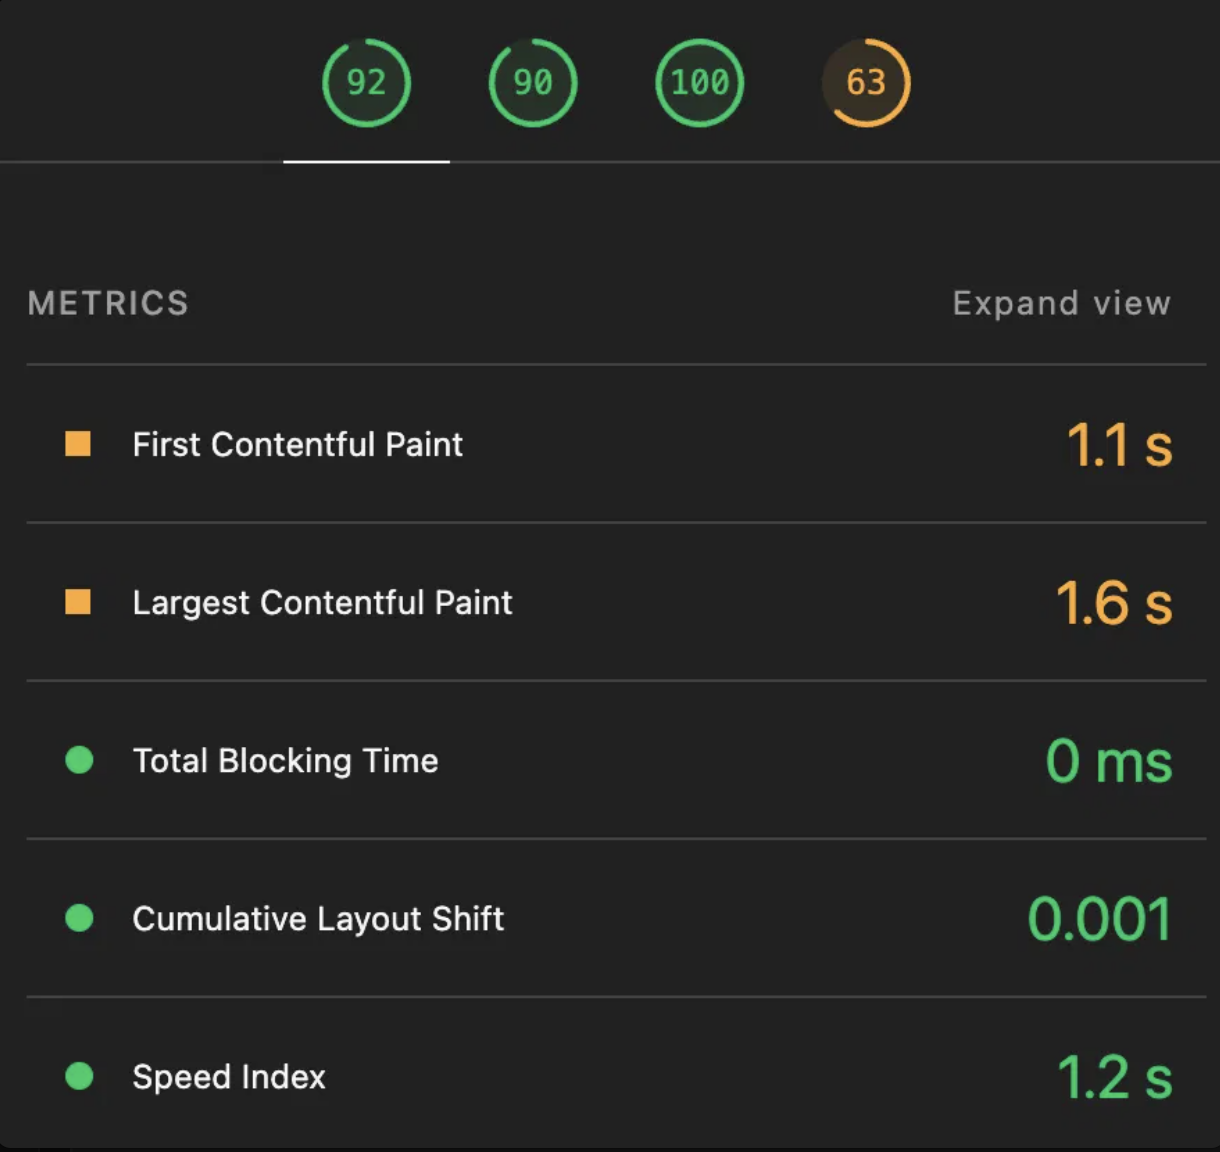 92 90 100 63
METRICS Expand view
First Contentful Paint 1.1 s
Largest Contentful Paint 1.6 s
Total Blocking Time 0 ms
Cumulative Layout Shift 0.001
Speed Index 1.2 s